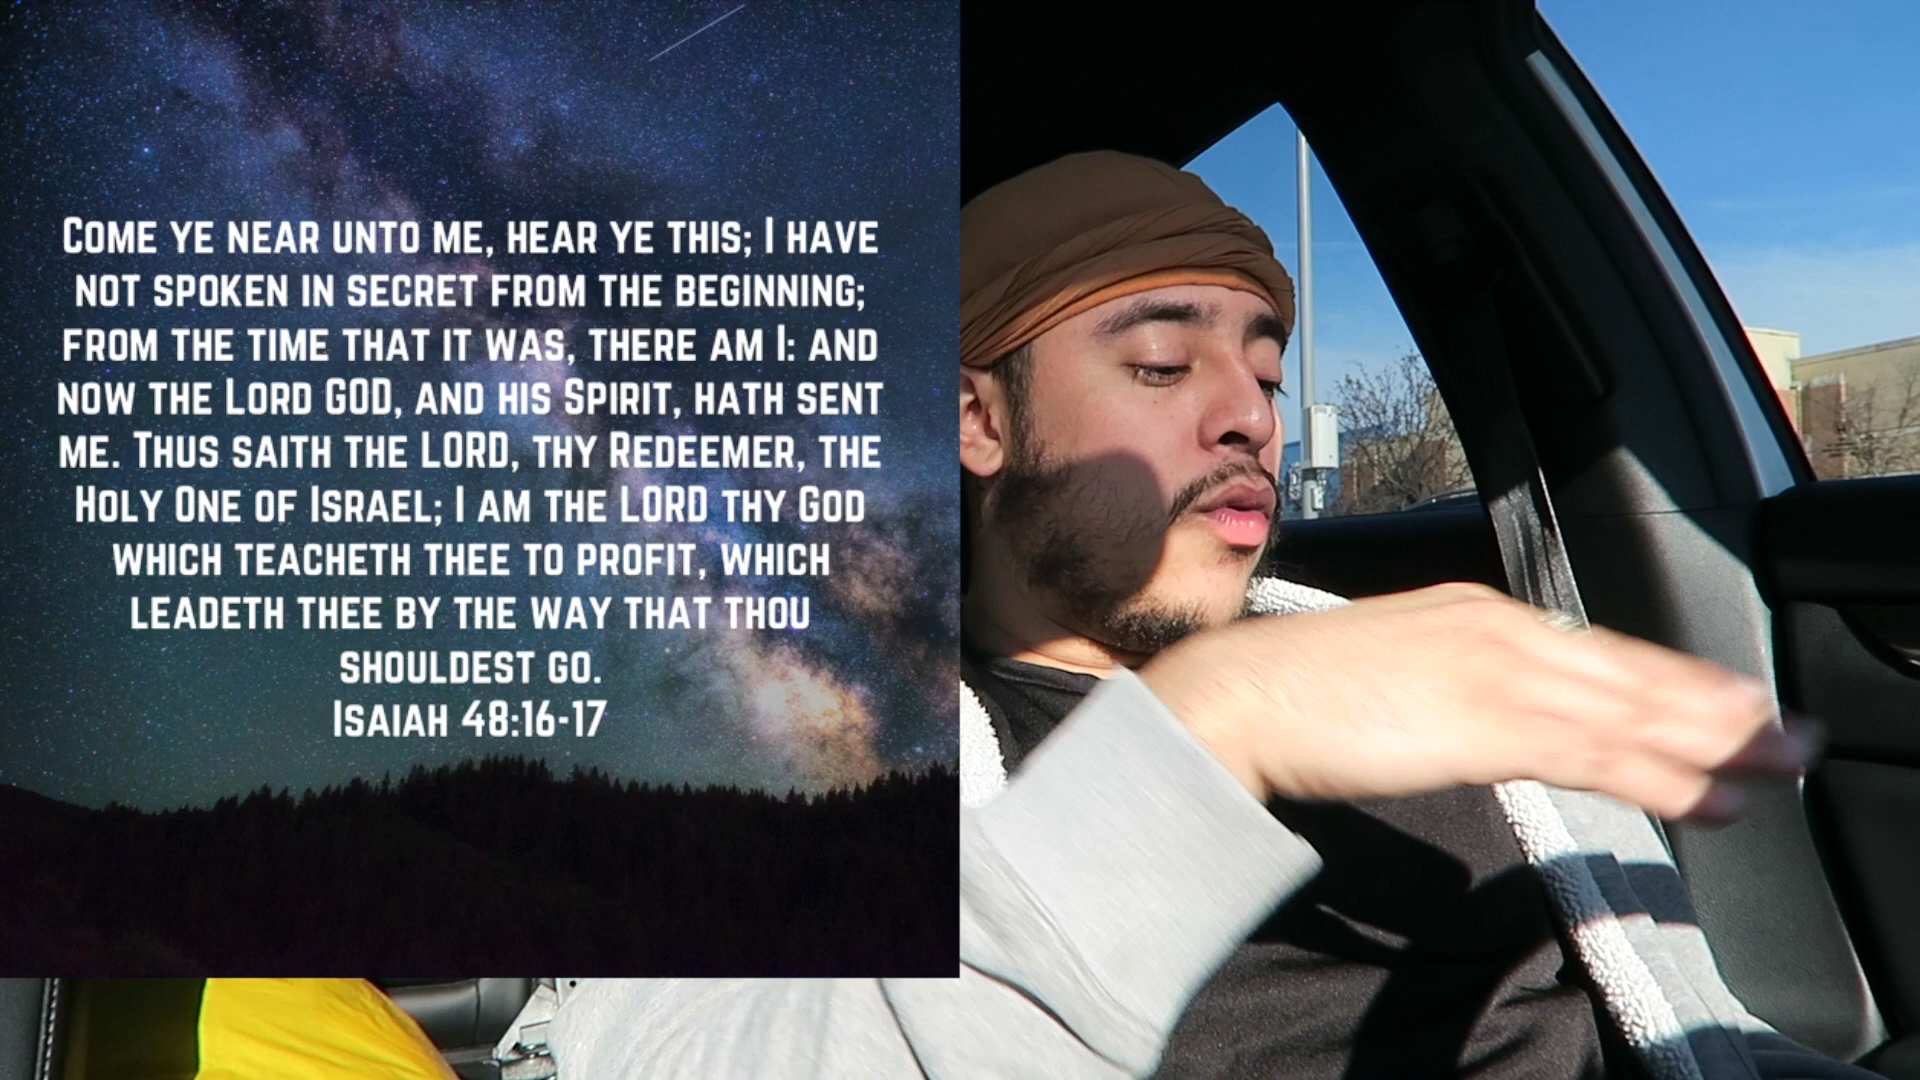 Come ye near unto me, hear ye this; I have
not spoken in secret from the beginning;
from the time that it was, there am I: and
now the Lord GOD, and his Spirit, hath sent
me. Thus saith the LORD, thy Redeemer, the
Holy One of Israel; I am the LORD thy God
which teacheth thee to profit, which
leadeth thee by the way that thou
shouldest go.
Isaiah 48:16-17